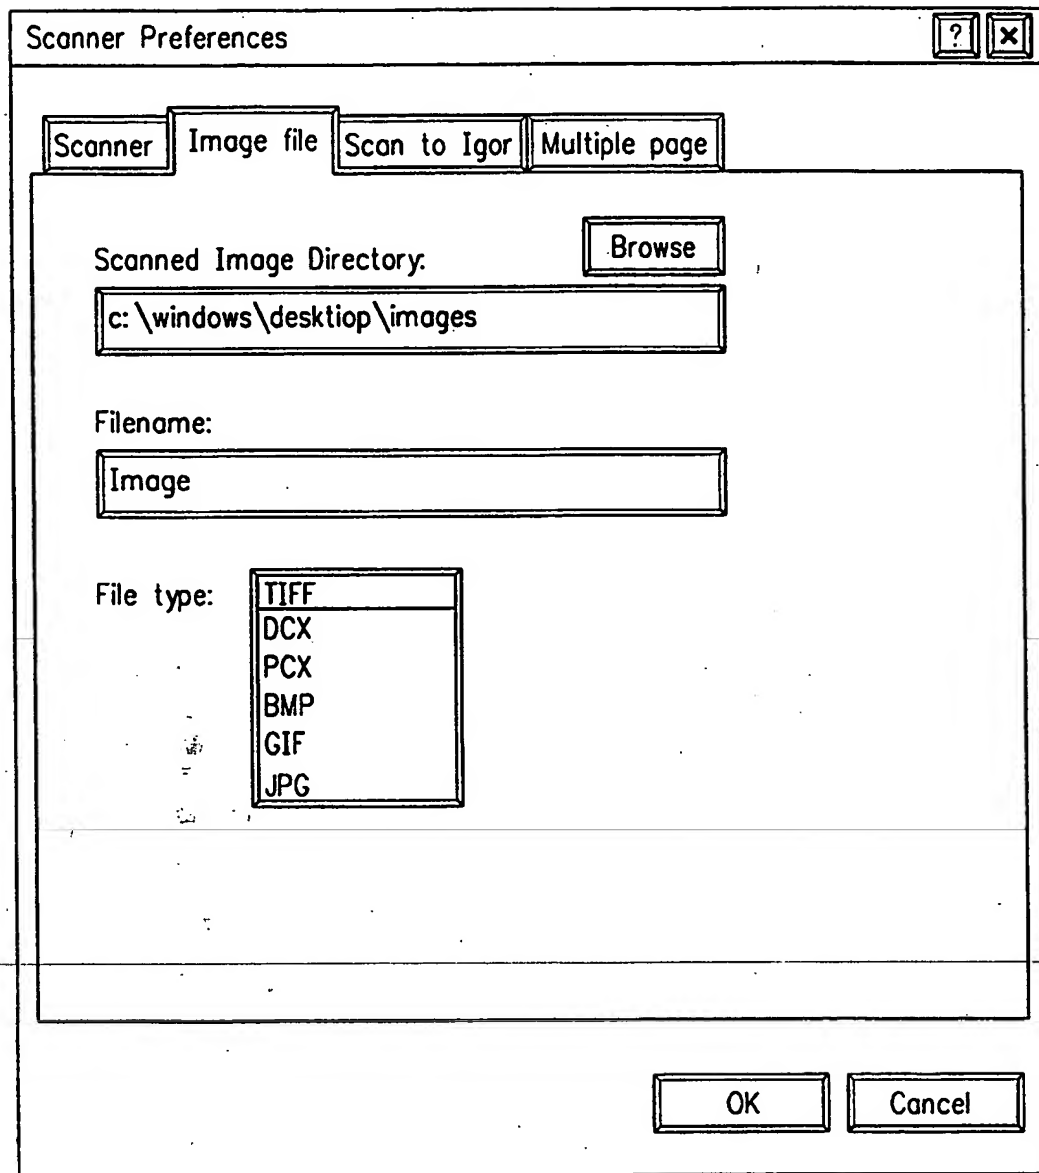 Scanner Preferences ? ×
Scanner Image file Scan to Igor Multiple page
Scanned Image Directory: Browse
c:\windows\desktiop\images
Filename:
Image
File type: TIFF
DCX
PCX
BMP
GIF
JPG
OK Cancel